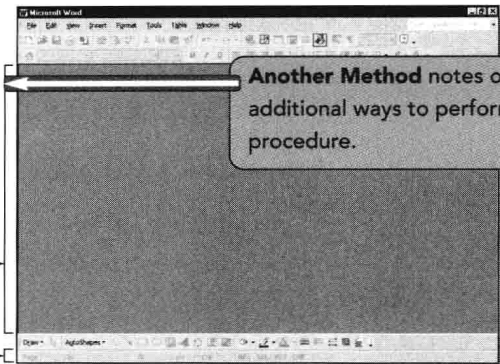 Microsoft Word
File Edit View Insert Format Tools Table Window Help
Another Method notes o
additional ways to perform
procedure.
Draw AutoShapes